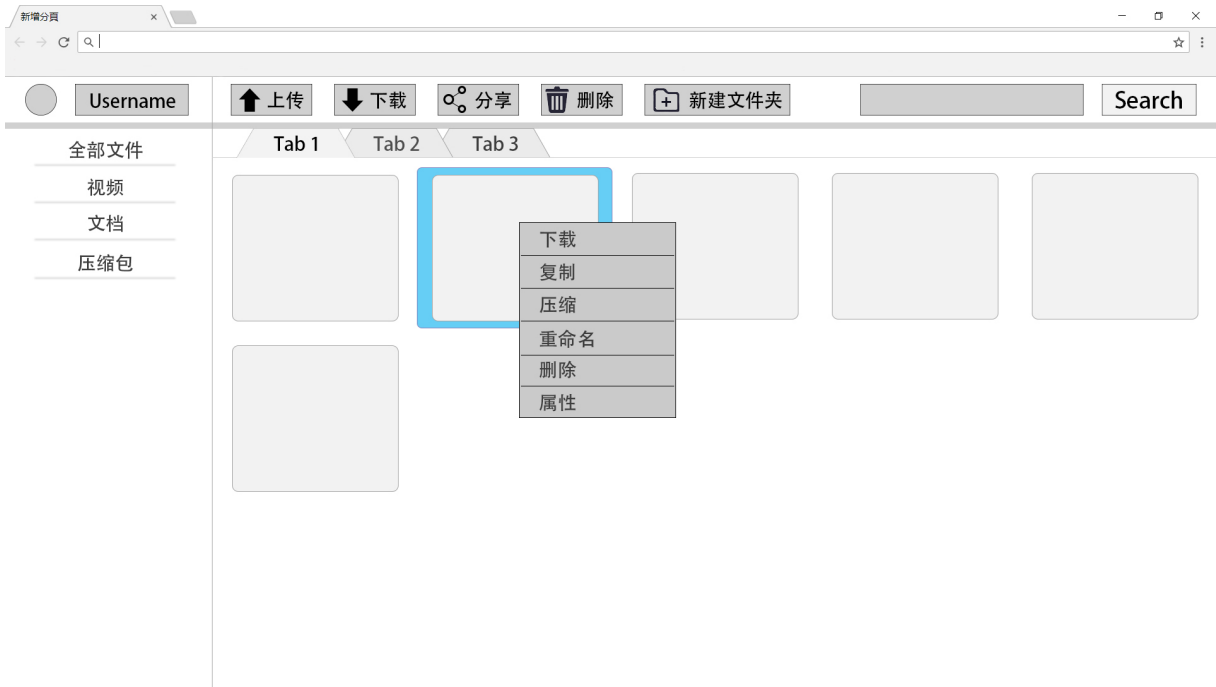 新增分頁
Username
上传 下载 分享 删除 新建文件夹 Search
全部文件
视频
文档
压缩包
Tab 1 Tab 2 Tab 3
下载
复制
压缩
重命名
删除
属性